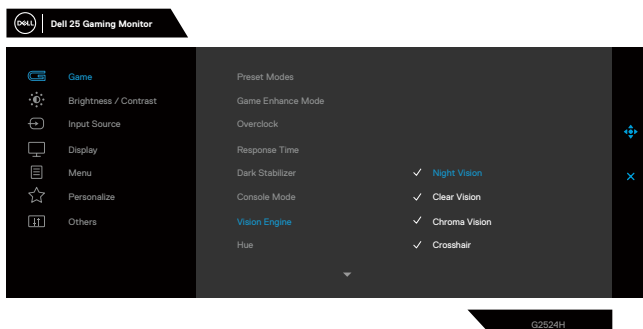 DELL Dell 25 Gaming Monitor
Game
Brightness / Contrast
Input Source
Display
Menu
Personalize
Others
Preset Modes
Game Enhance Mode
Overclock
Response Time
Dark Stabilizer
Console Mode
Vision Engine
Hue
Night Vision
Clear Vision
Chroma Vision
Crosshair
G2524H